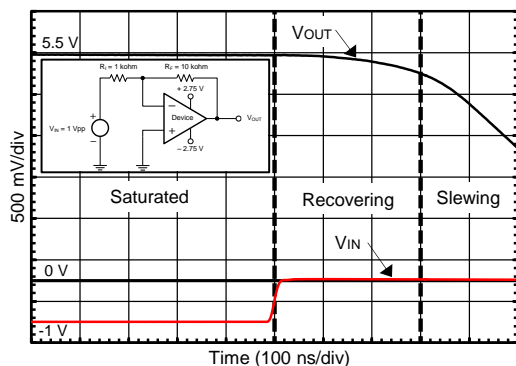 5.5 V
VOUT
RI = 1 kohm
RF = 10 kohm
+ 2.75 V
−
Device
+
VOUT
+
VIN = 1 Vpp
−
− 2.75 V
500 mV/div
Saturated
Recovering
Slewing
VIN
0 V
-1 V
Time (100 ns/div)